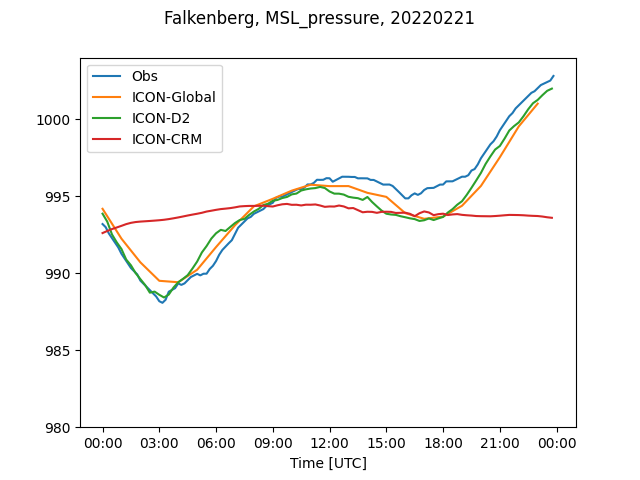 Falkenberg, MSL_pressure, 20220221
Obs
ICON-Global
ICON-D2
ICON-CRM
1000
995
990
985
980
00:00 03:00 06:00 09:00 12:00 15:00 18:00 21:00 00:00
Time [UTC]